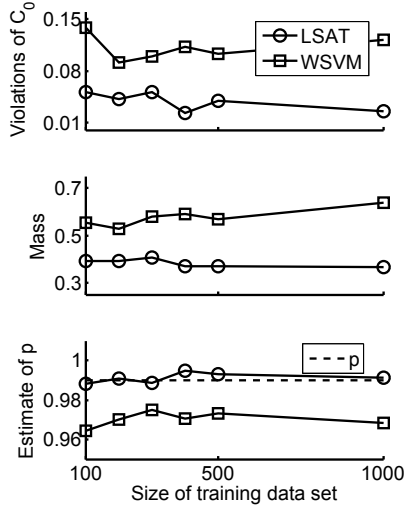 Violations of C0
0.15
0.08
0.01
LSAT
WSVM
Mass
0.7
0.5
0.3
Estimate of p
1
0.98
0.96
p
100
500
1000
Size of training data set